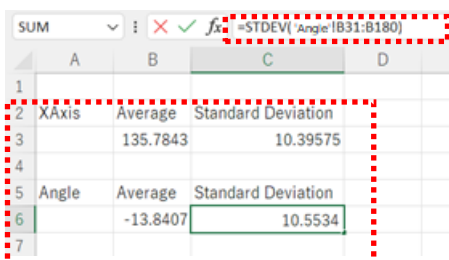 SUM fx =STDEV( 'Angle'!B31:B180)
A B C D
1
2 XAxis Average Standard Deviation
3 135.7843 10.39575
4
5 Angle Average Standard Deviation
6 -13.8407 10.5534
7